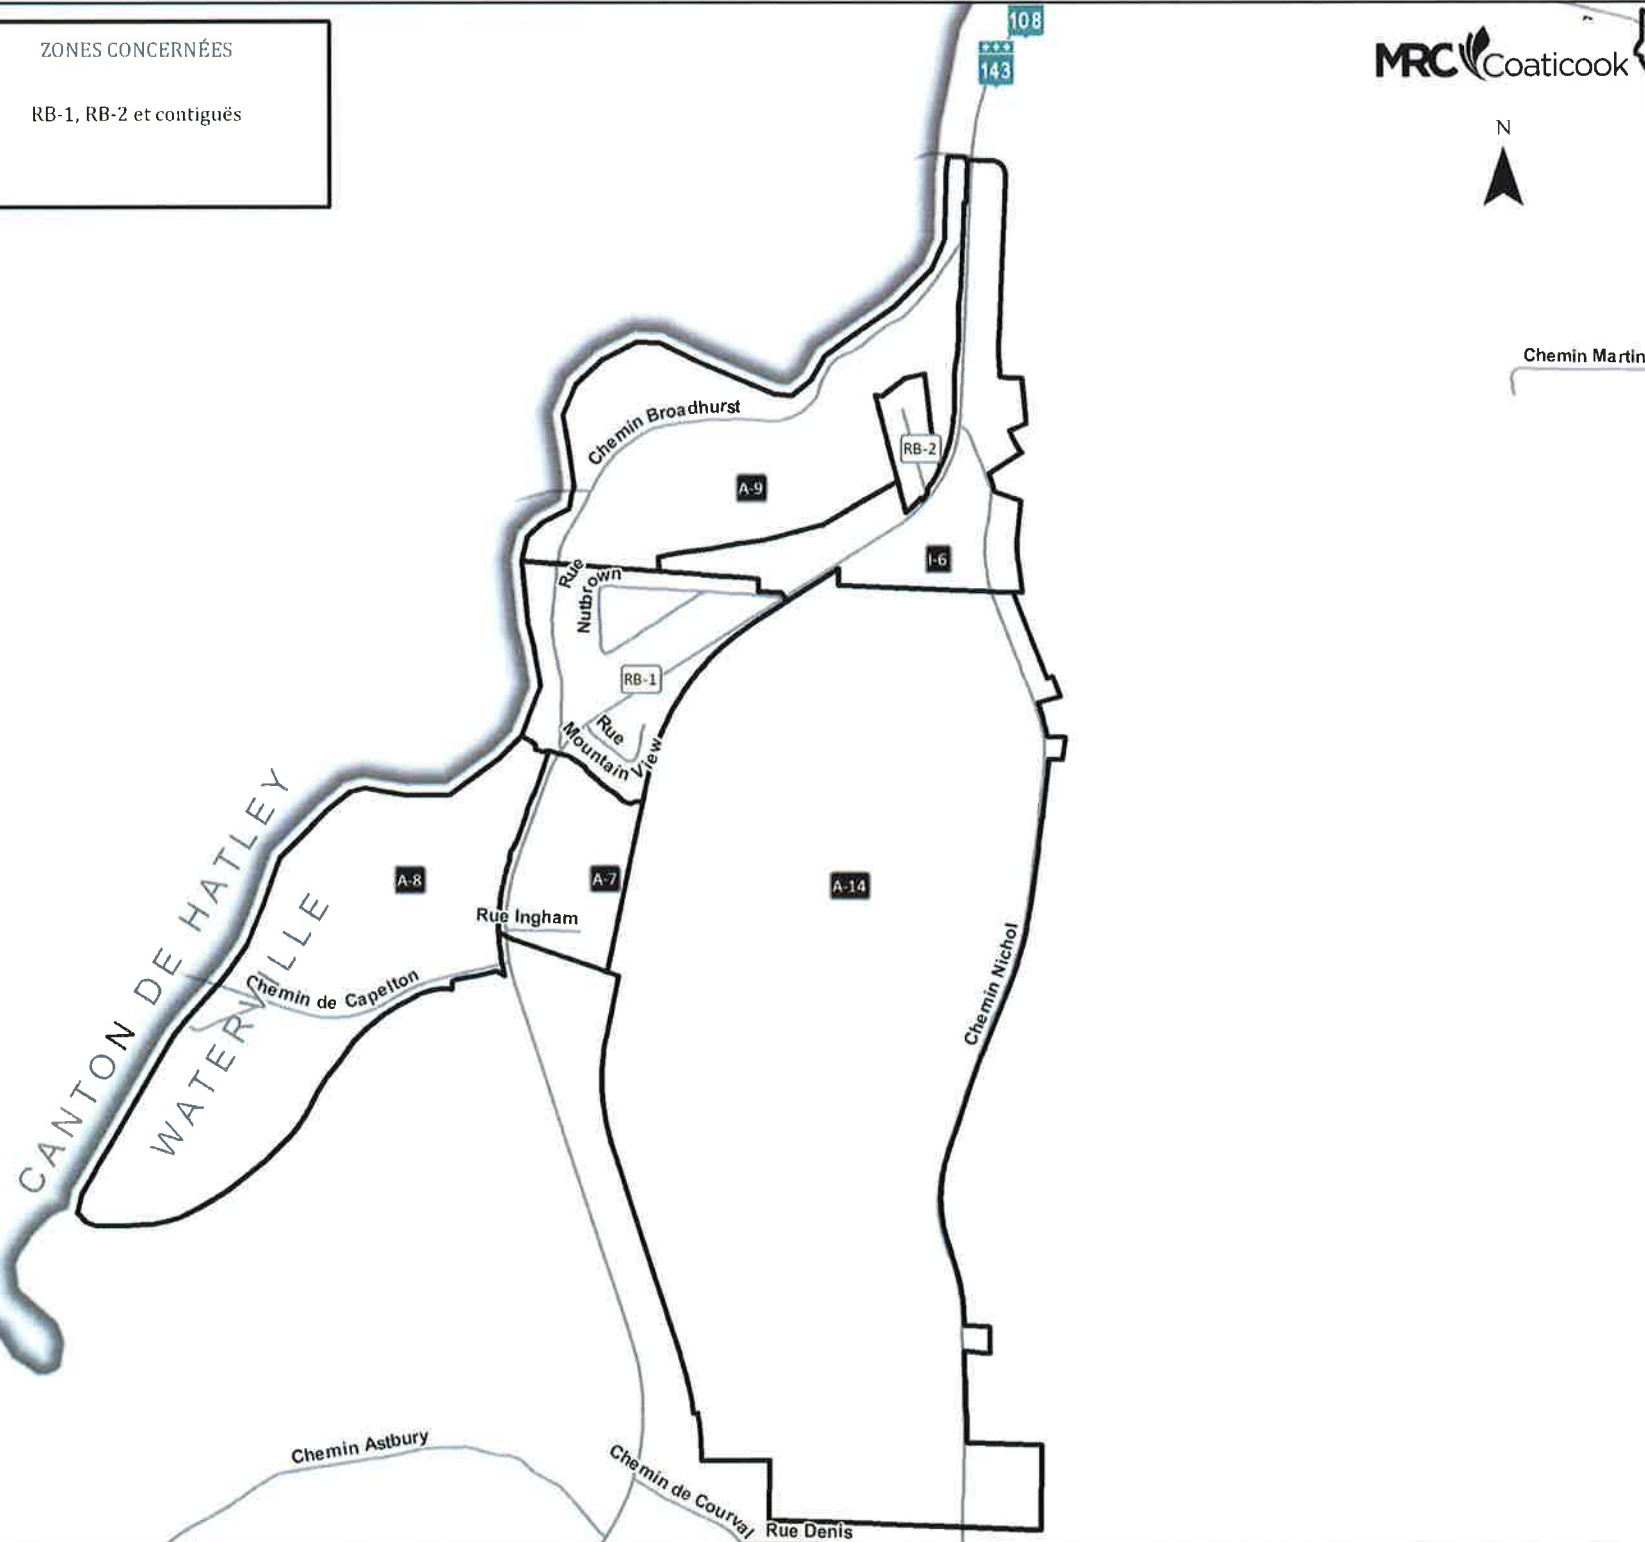 ZONES CONCERNÉES
RB-1, RB-2 et contiguës
108
143
MRC Coaticook
N
Chemin Martin
Chemin Broadhurst
RB-2
A-9
I-6
Rue
Nutbrown
RB-1
Rue
Mountain View
A-8
A-7
A-14
Rue Ingham
CANTON DE HATLEY
WATERVILLE
Chemin de Capelton
Chemin Nichol
Chemin Astbury
Chemin de Courval
Rue Denis